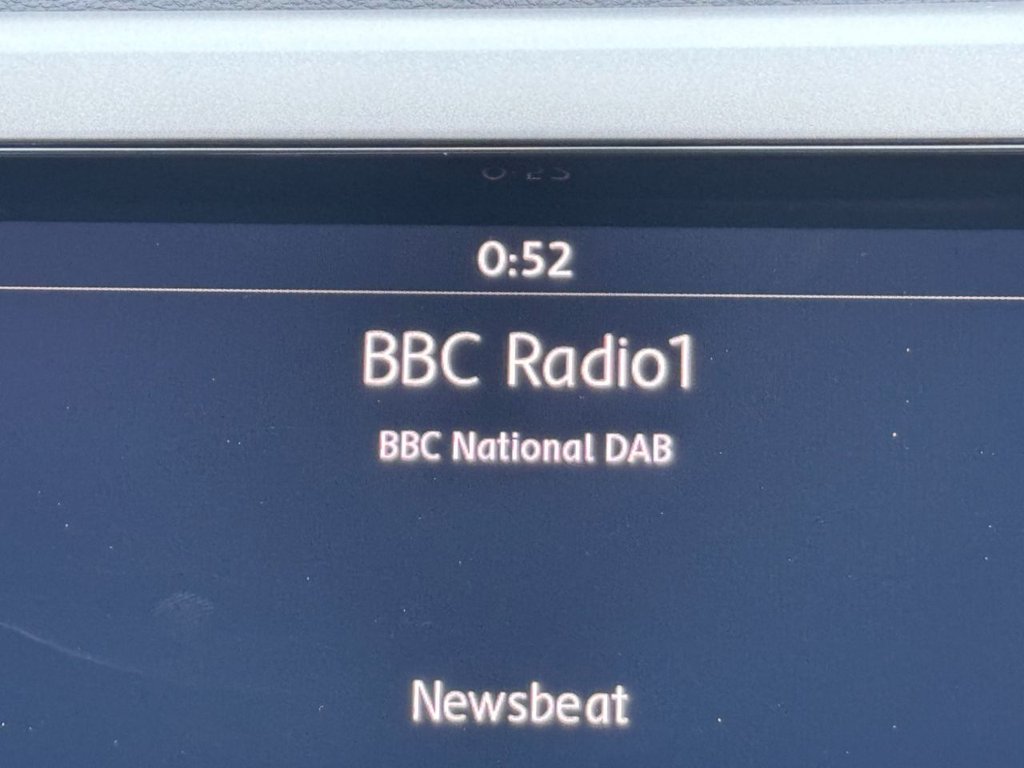 0:52
BBC Radio1
BBC National DAB
Newsbeat